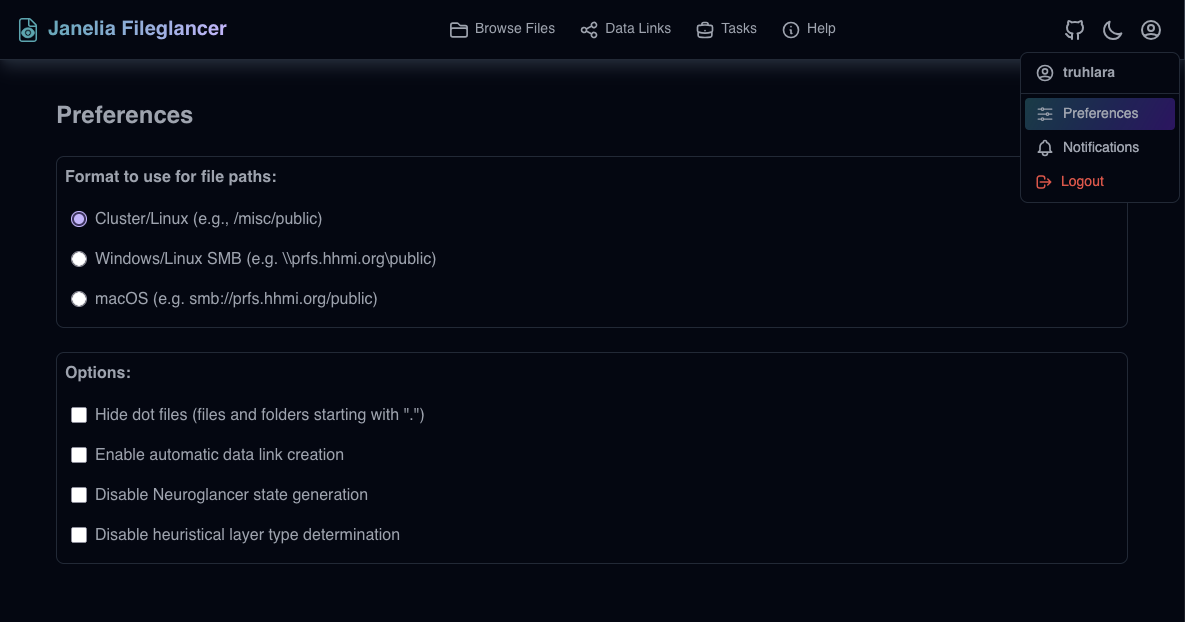 Janelia Fileglancer
Browse Files
Data Links
Tasks
Help
truhlara
Preferences
Notifications
Logout
Preferences
Format to use for file paths:
Cluster/Linux (e.g., /misc/public)
Windows/Linux SMB (e.g. \\prfs.hhmi.org\public)
macOS (e.g. smb://prfs.hhmi.org/public)
Options:
Hide dot files (files and folders starting with ".")
Enable automatic data link creation
Disable Neuroglancer state generation
Disable heuristical layer type determination